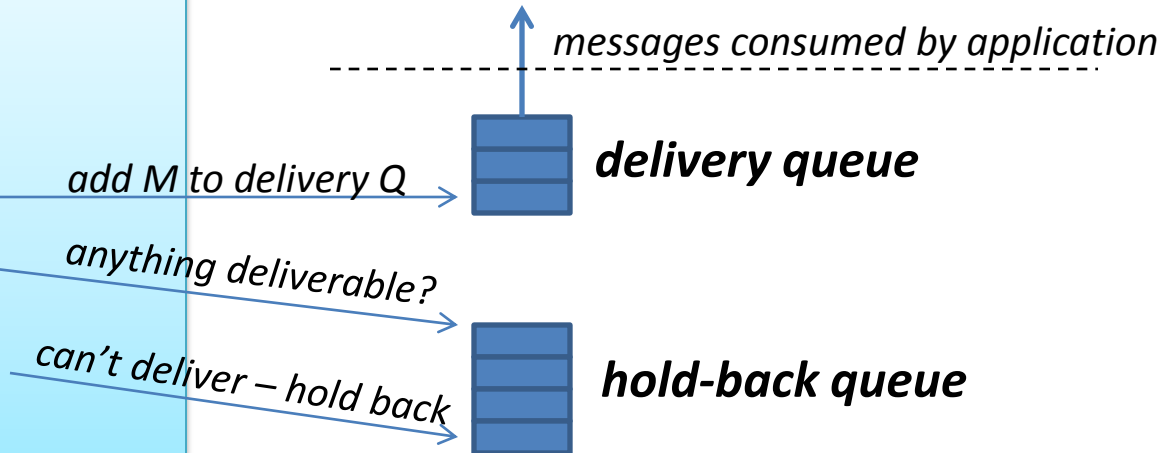 messages consumed by application
add M to delivery Q
delivery queue
anything deliverable?
can’t deliver – hold back
hold-back queue